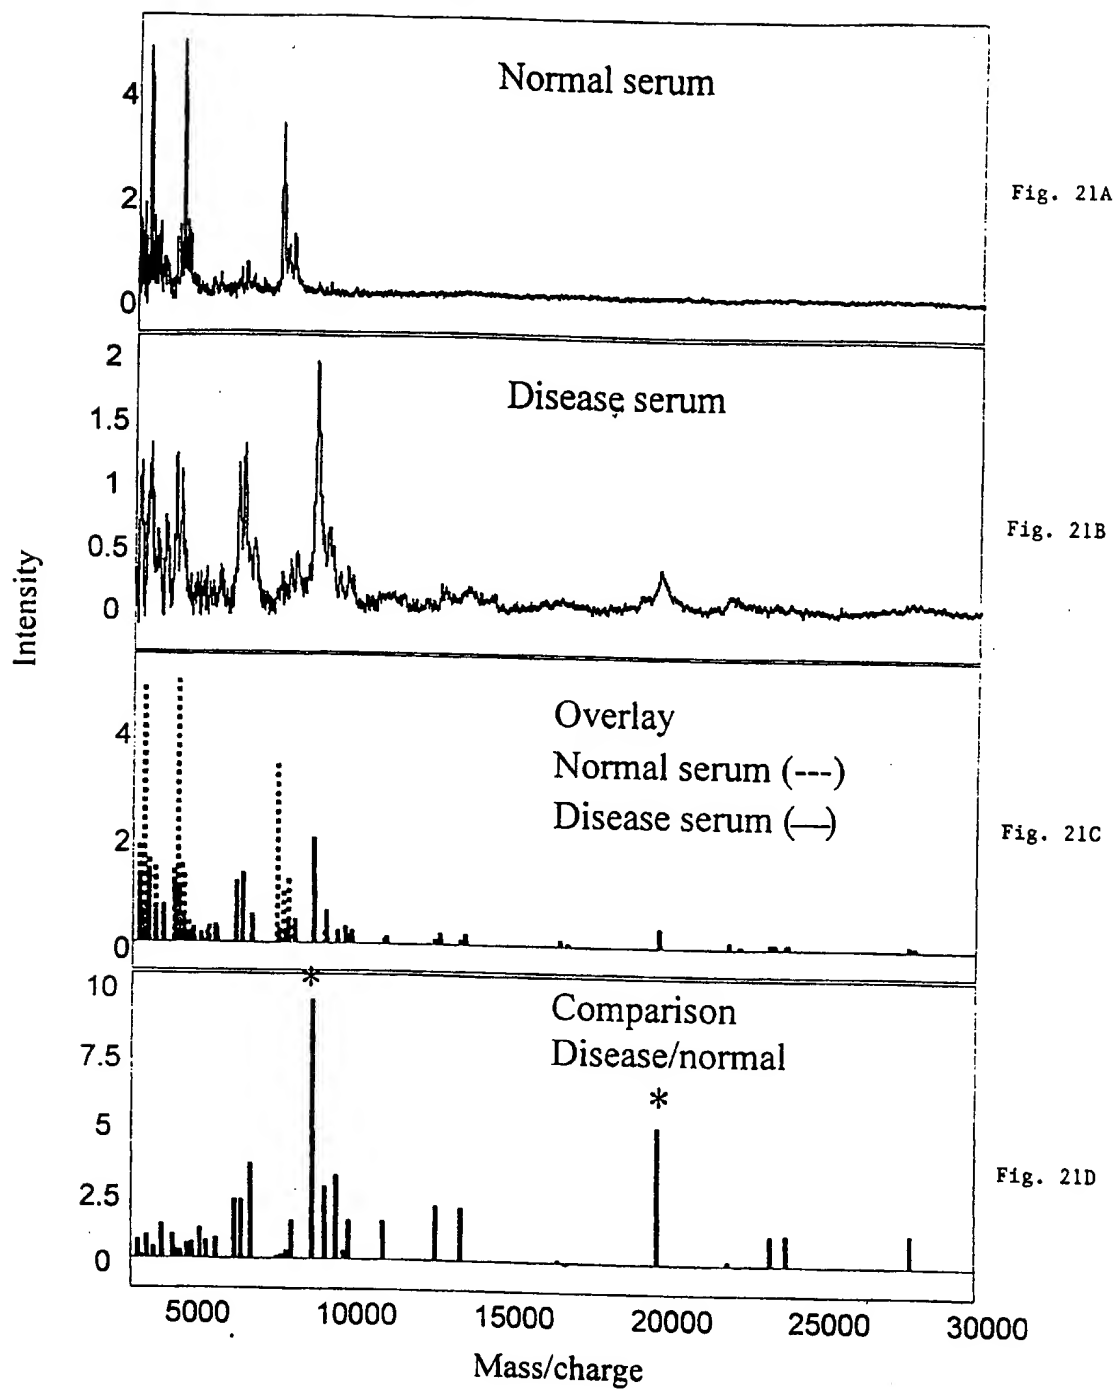 Normal serum
4
2
0
Fig. 21A
Disease serum
2
1.5
1
0.5
0
Fig. 21B
Intensity
Overlay
Normal serum (---)
Disease serum (—)
4
2
0
Fig. 21C
*
Comparison
Disease/normal
*
10
7.5
5
2.5
0
Fig. 21D
5000 10000 15000 20000 25000 30000
Mass/charge